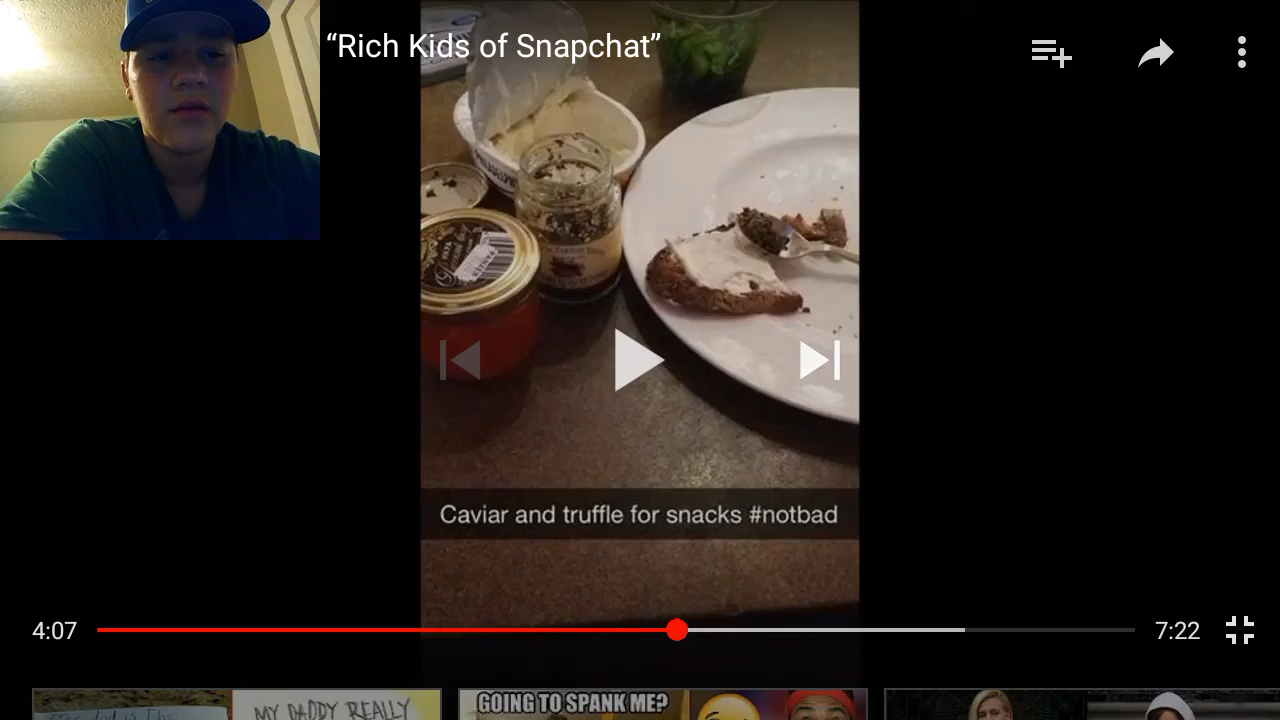 “Rich Kids of Snapchat”
Caviar and truffle for snacks #notbad
4:07
7:22
MY DADDY REALLY
GOING TO SPANK ME?